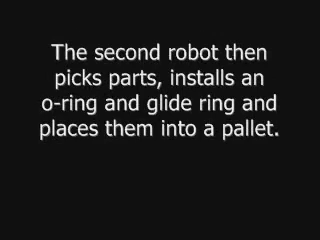 The second robot then
picks parts, installs an
o-ring and glide ring and
places them into a pallet.